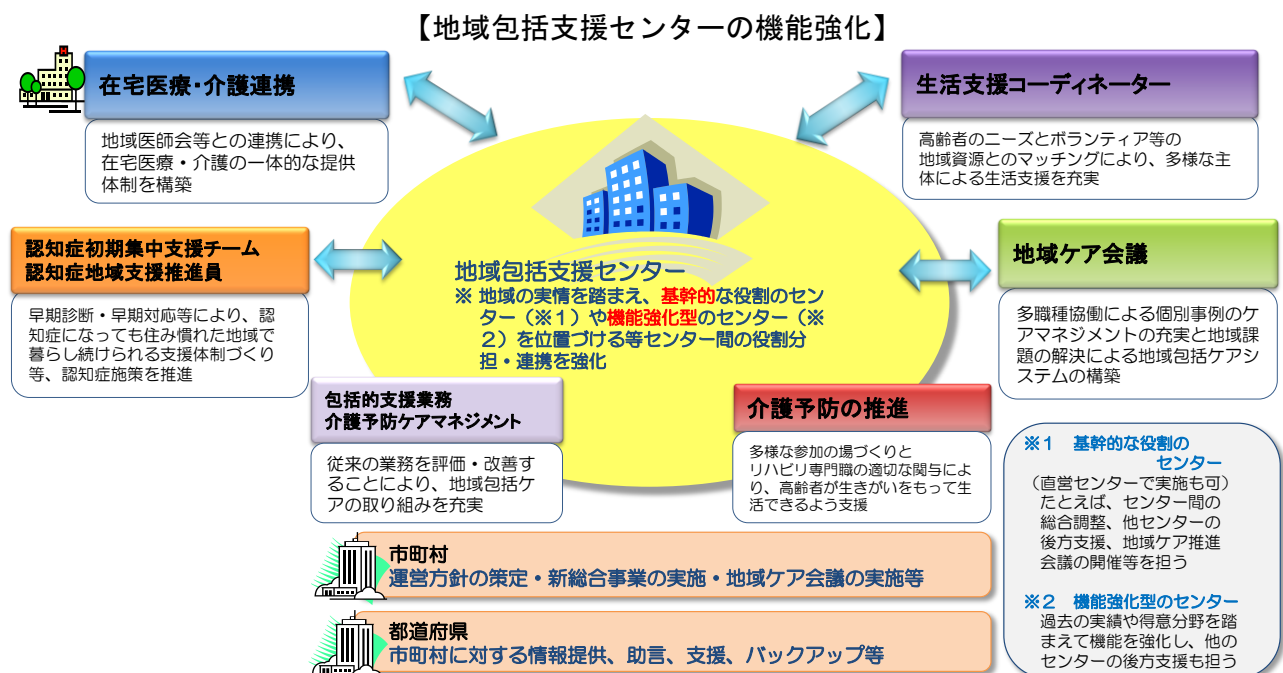 【地域包括支援センターの機能強化】
在宅医療・介護連携
地域医師会等との連携により、
在宅医療・介護の一体的な提供
体制を構築
生活支援コーディネーター
高齢者のニーズとボランティア等の
地域資源とのマッチングにより、多様な主
体による生活支援を充実
認知症初期集中支援チーム
認知症地域支援推進員
早期診断・早期対応等により、認
知症になっても住み慣れた地域で
暮らし続けられる支援体制づくり
等、認知症施策を推進
地域包括支援センター
※ 地域の実情を踏まえ、基幹的な役割のセン
ター（※１）や機能強化型のセンター（※
２）を位置づける等センター間の役割分
担・連携を強化
地域ケア会議
多職種協働による個別事例のケ
アマネジメントの充実と地域課
題の解決による地域包括ケアシ
ステムの構築
包括的支援業務
介護予防ケアマネジメント
従来の業務を評価・改善す
ることにより、地域包括ケ
アの取り組みを充実
介護予防の推進
多様な参加の場づくりと
リハビリ専門職の適切な関与によ
り、高齢者が生きがいをもって生
活できるよう支援
※１ 基幹的な役割の
センター
（直営センターで実施も可）
たとえば、センター間の
総合調整、他センターの
後方支援、地域ケア推進
会議の開催等を担う
※２ 機能強化型のセンター
過去の実績や得意分野を踏
まえて機能を強化し、他の
センターの後方支援も担う
市町村
運営方針の策定・新総合事業の実施・地域ケア会議の実施等
都道府県
市町村に対する情報提供、助言、支援、バックアップ等